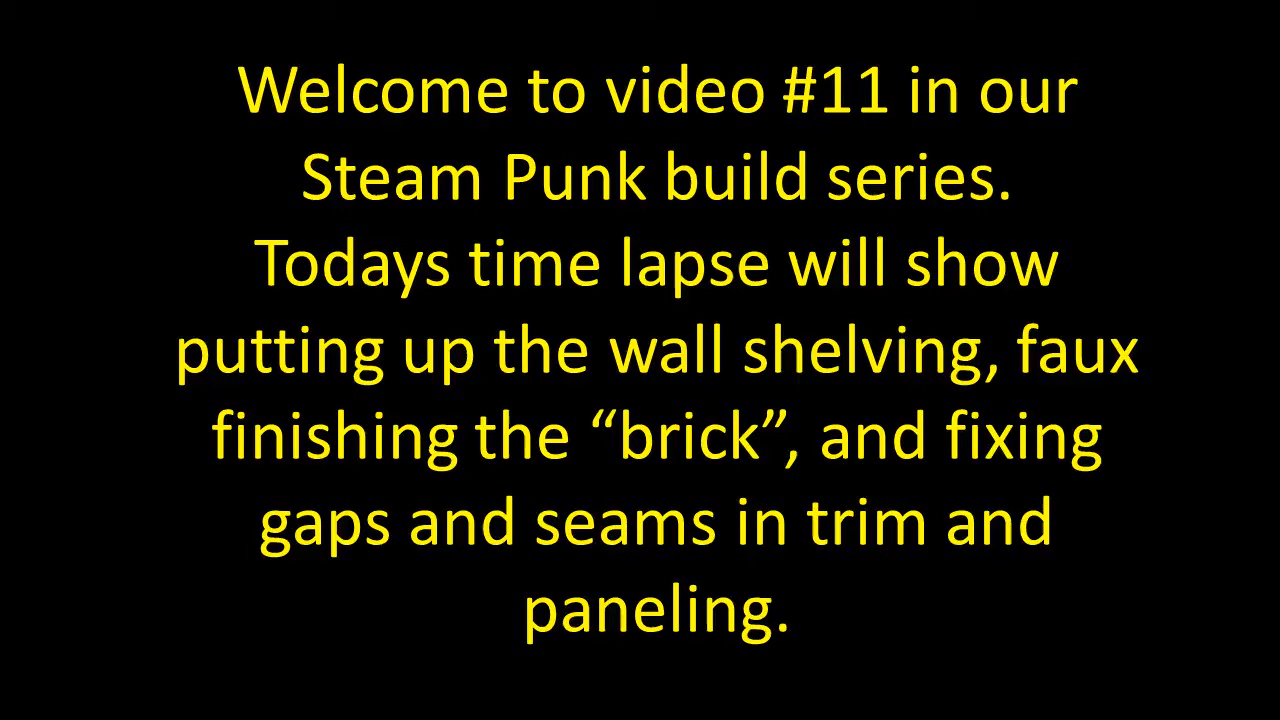 Welcome to video #11 in our
Steam Punk build series.
Todays time lapse will show
putting up the wall shelving, faux
finishing the “brick”, and fixing
gaps and seams in trim and
paneling.